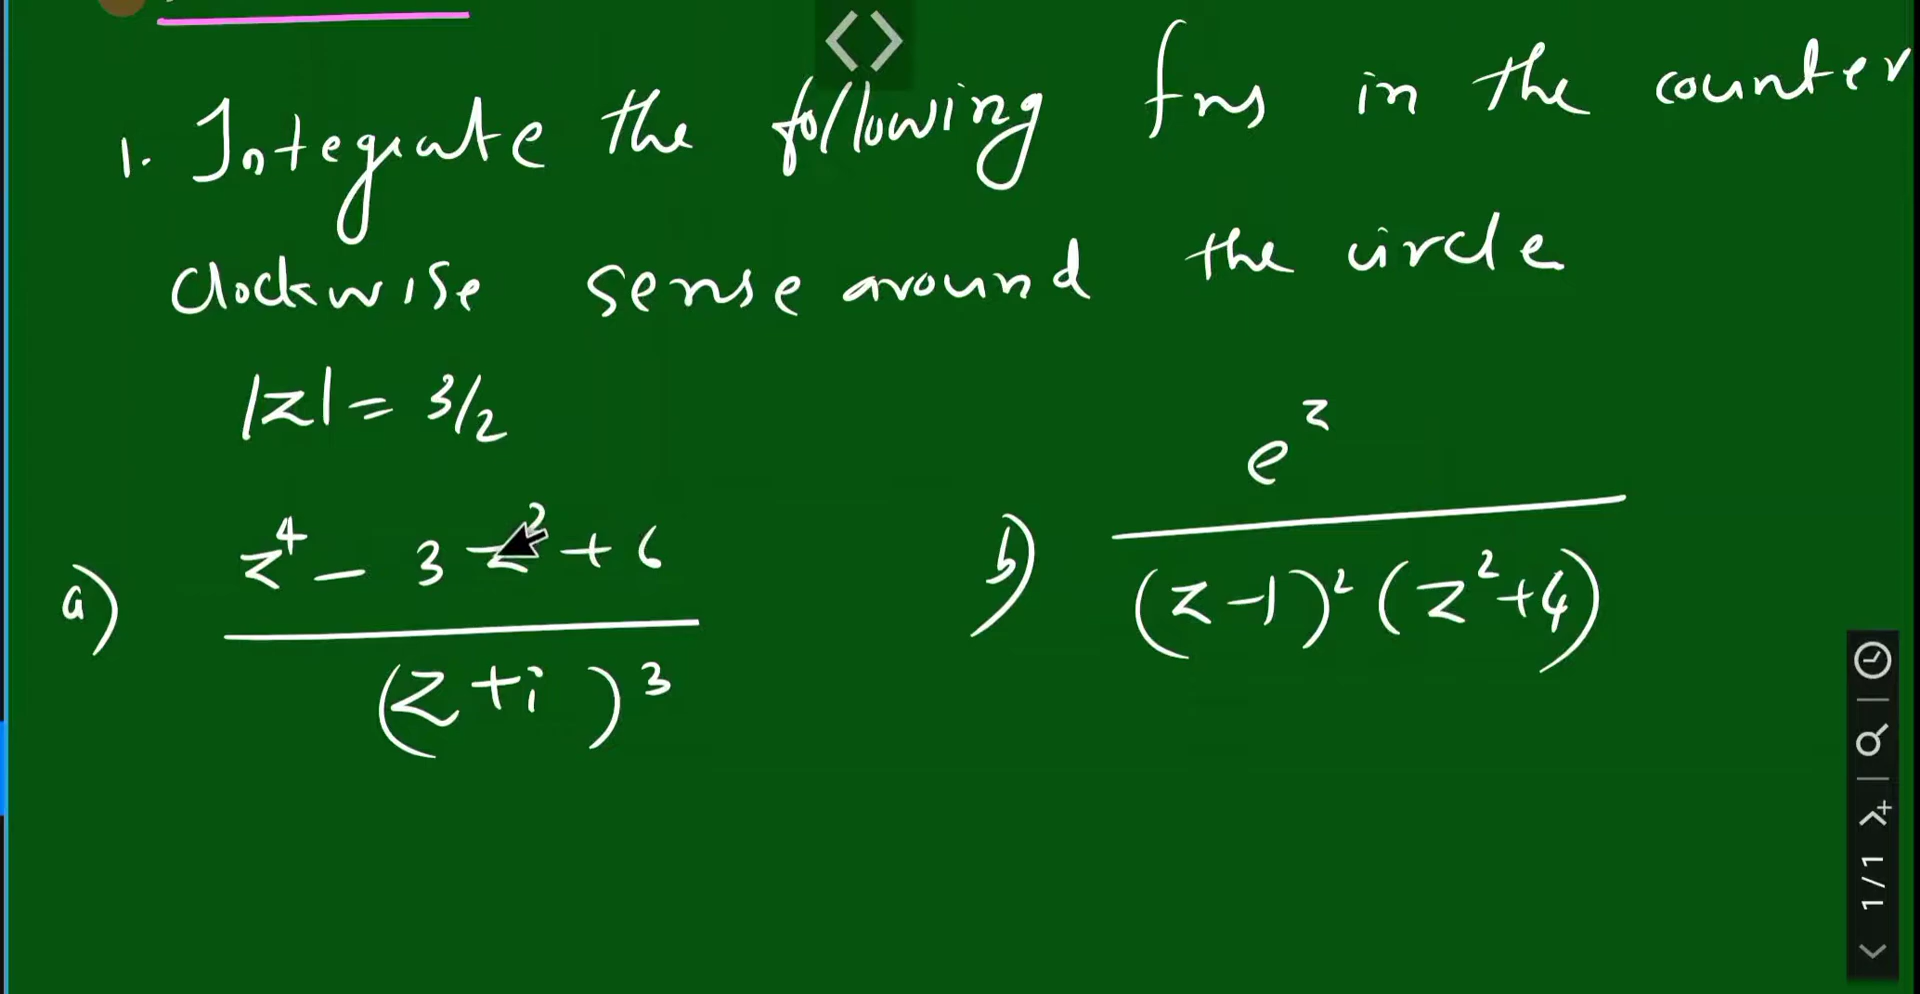 1. Integrate the following fns in the counter
clockwise sense around the circle
|z| = 3/2
a) z⁴ - 3z² + 6 / (z+i)³
b) e^z / (z-1)² (z²+4)
1/1